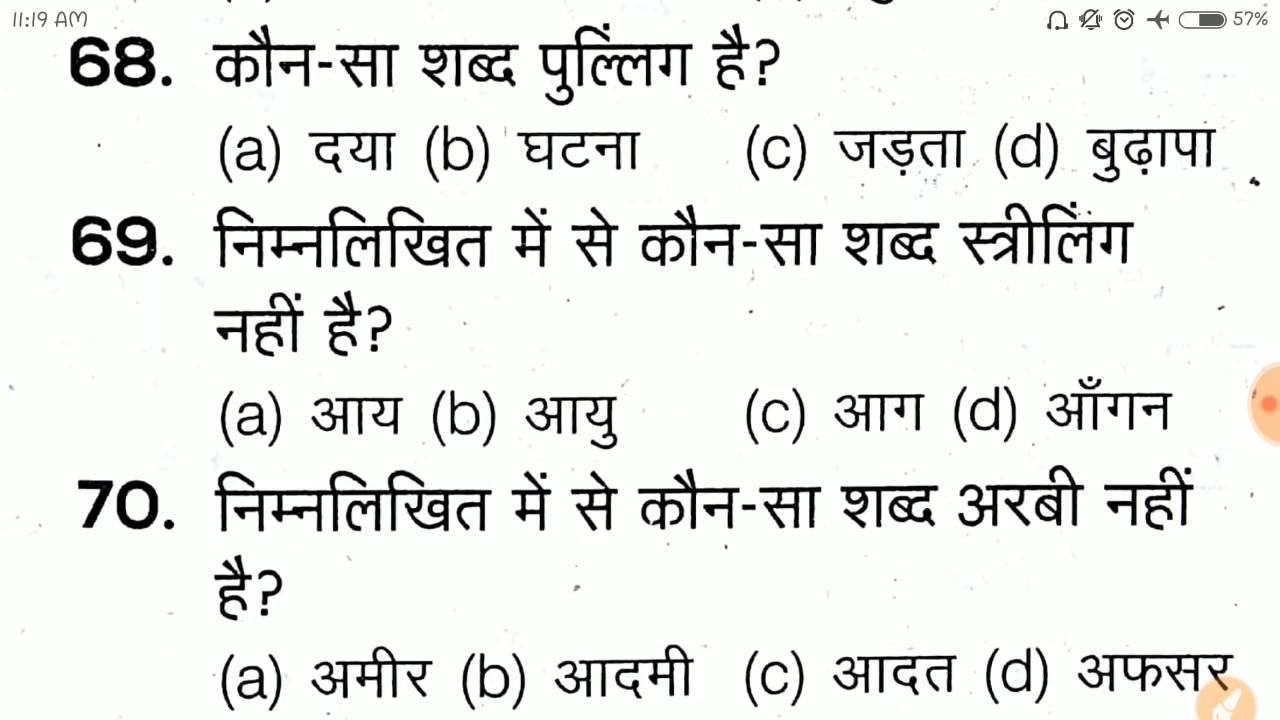 11:19 AM 57%
68. कौन-सा शब्द पुल्लिंग है?
(a) दया (b) घटना (c) जड़ता (d) बुढ़ापा
69. निम्नलिखित में से कौन-सा शब्द स्त्रीलिंग
नहीं है?
(a) आय (b) आयु (c) आग (d) आँगन
70. निम्नलिखित में से कौन-सा शब्द अरबी नहीं
है?
(a) अमीर (b) आदमी (c) आदत (d) अफसर